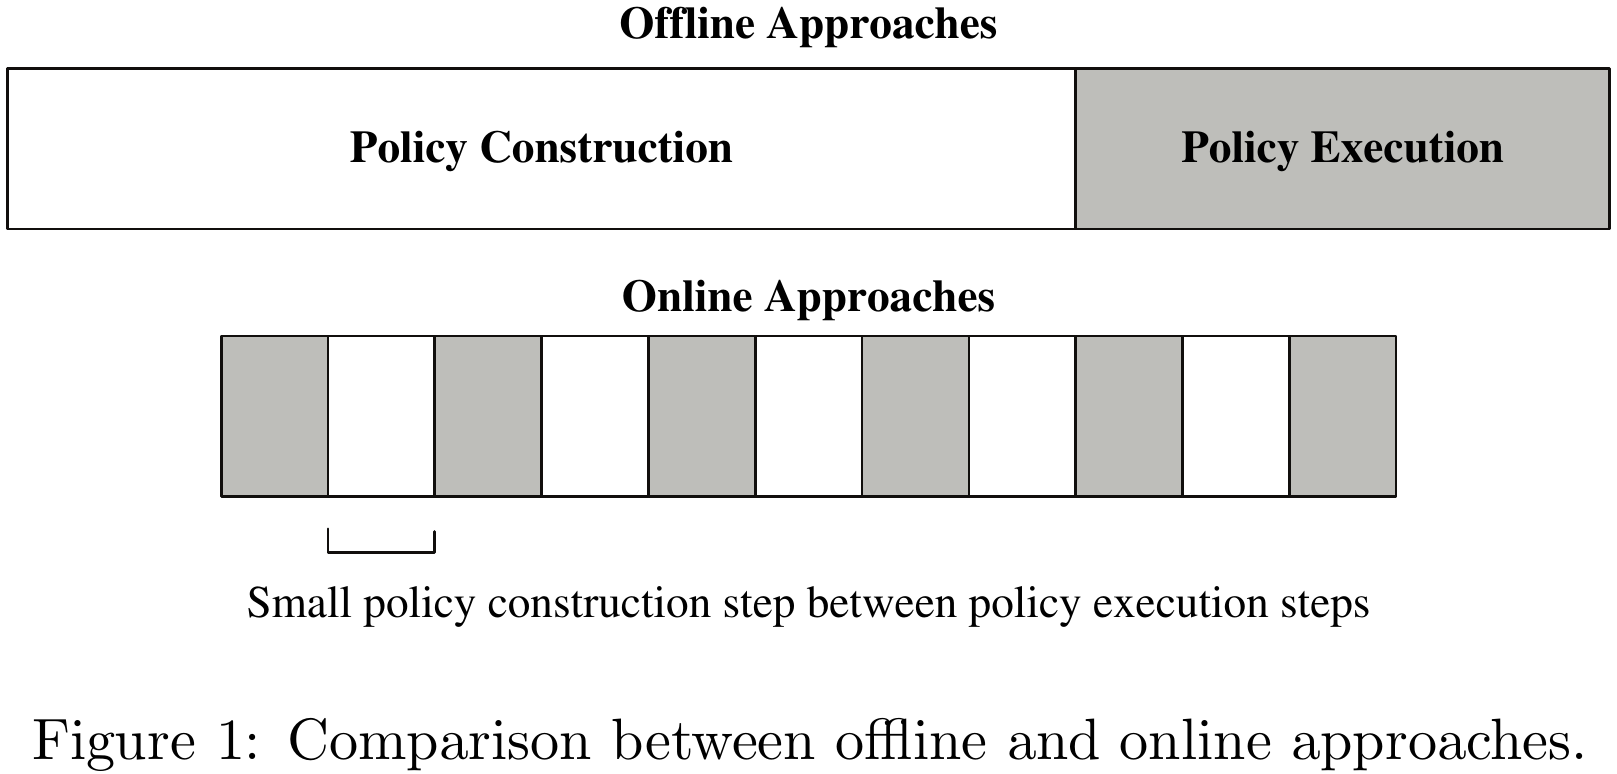 Offline Approaches
Policy Construction
Policy Execution
Online Approaches
Small policy construction step between policy execution steps
Figure 1: Comparison between offline and online approaches.